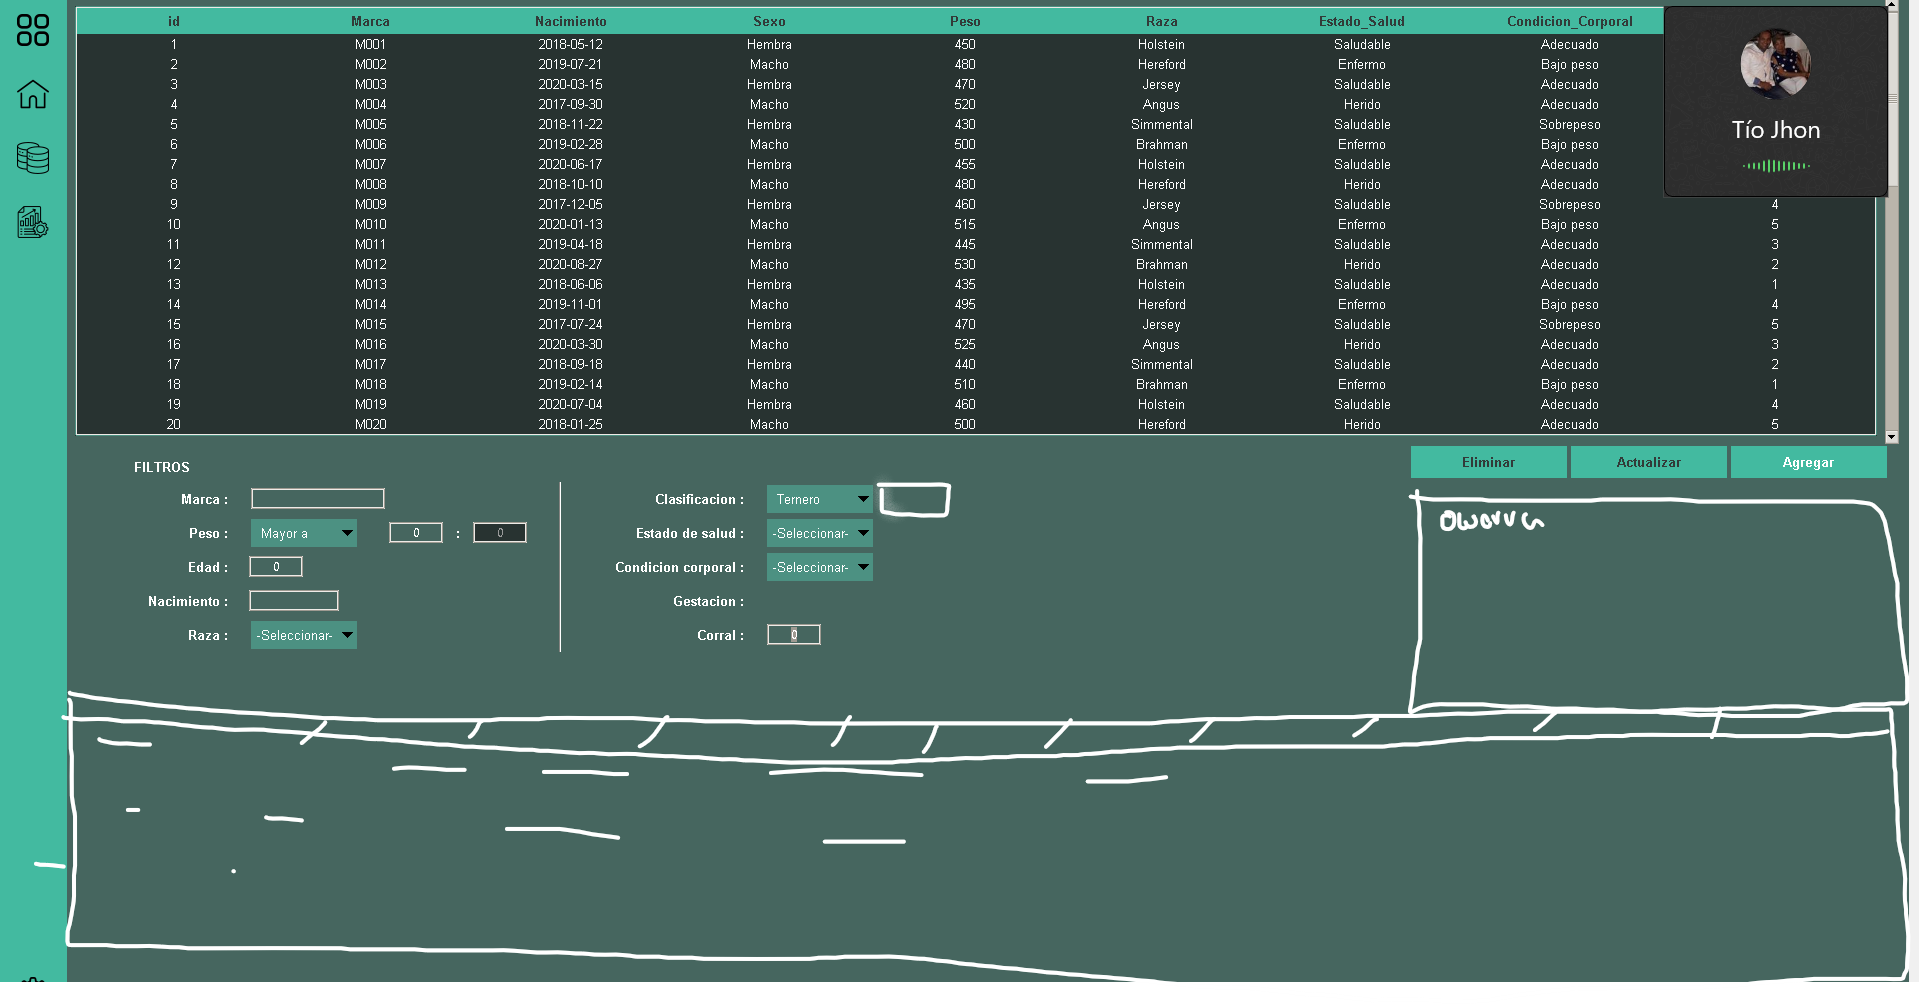 id Marca Nacimiento Sexo Peso Raza Estado_Salud Condicion_Corporal
1 M001 2018-05-12 Hembra 450 Holstein Saludable Adecuado
2 M002 2019-07-21 Macho 480 Hereford Enfermo Bajo peso
3 M003 2020-03-15 Hembra 470 Jersey Saludable Adecuado
4 M004 2017-09-30 Macho 520 Angus Herido Adecuado
5 M005 2018-11-22 Hembra 430 Simmental Saludable Sobrepeso
6 M006 2019-02-28 Macho 500 Brahman Enfermo Bajo peso
7 M007 2020-06-17 Hembra 455 Holstein Saludable Adecuado
8 M008 2018-10-10 Macho 480 Hereford Herido Adecuado
9 M009 2017-12-05 Hembra 460 Jersey Saludable Sobrepeso 4
10 M010 2020-01-13 Macho 515 Angus Enfermo Bajo peso 5
11 M011 2019-04-18 Hembra 445 Simmental Saludable Adecuado 3
12 M012 2020-08-27 Macho 530 Brahman Herido Adecuado 2
13 M013 2018-06-06 Hembra 435 Holstein Saludable Adecuado 1
14 M014 2019-11-01 Macho 495 Hereford Enfermo Bajo peso 4
15 M015 2017-07-24 Hembra 470 Jersey Saludable Sobrepeso 5
16 M016 2020-03-30 Macho 525 Angus Herido Adecuado 3
17 M017 2018-09-18 Hembra 440 Simmental Saludable Adecuado 2
18 M018 2019-02-14 Macho 510 Brahman Enfermo Bajo peso 1
19 M019 2020-07-04 Hembra 460 Holstein Saludable Adecuado 4
20 M020 2018-01-25 Macho 500 Hereford Herido Adecuado 5
Tío Jhon
Eliminar Actualizar Agregar
FILTROS
Marca :
Peso : Mayor a 0 : 0
Edad : 0
Nacimiento :
Raza : -Seleccionar-
Clasificacion : Ternero
Estado de salud : -Seleccionar-
Condicion corporal : -Seleccionar-
Gestacion :
Corral : 0